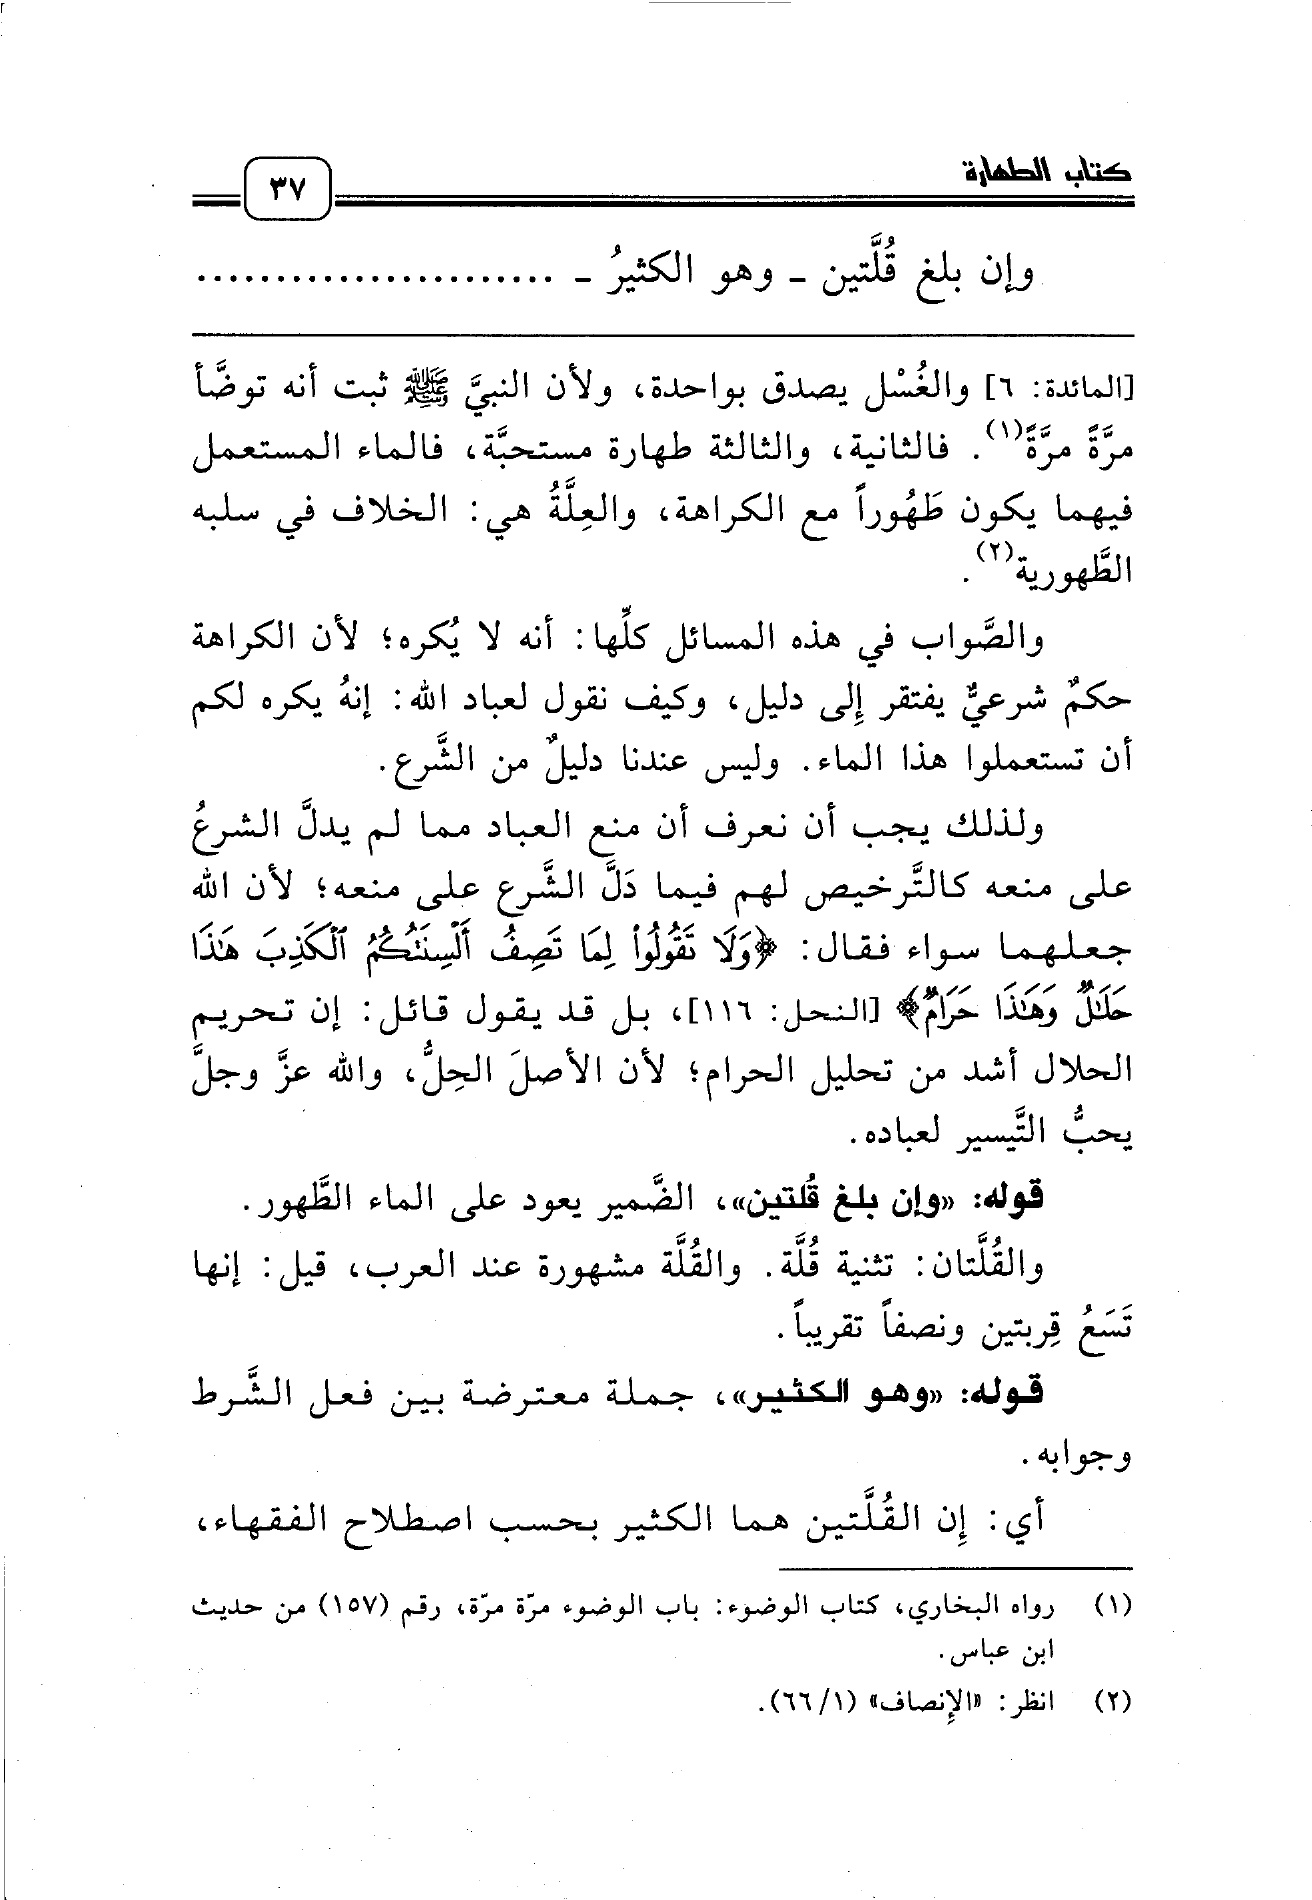 كتاب الطهارة
٣٧
وإن بلغ قُلَّتين ـ وهو الكثيرُ ـ .......................
[المائدة: ٦] والغُسْل يصدق بواحدة، ولأن النبيَّ ﷺ ثبت أنه توضَّأ
مرَّةً مرَّةً(١). فالثانية، والثالثة طهارة مستحبَّة، فالماء المستعمل
فيهما يكون طَهُوراً مع الكراهة، والعِلَّةُ هي: الخلاف في سلبه
الطَّهورية(٢).
والصَّواب في هذه المسائل كلِّها: أنه لا يُكره؛ لأن الكراهة
حكمٌ شرعيٌّ يفتقر إِلى دليل، وكيف نقول لعباد الله: إنهُ يكره لكم
أن تستعملوا هذا الماء. وليس عندنا دليلٌ من الشَّرع.
ولذلك يجب أن نعرف أن منع العباد مما لم يدلَّ الشرعُ
على منعه كالتَّرخيص لهم فيما دَلَّ الشَّرع على منعه؛ لأن الله
جعلهما سواء فقال: ﴿وَلَا تَقُولُوا۟ لِمَا تَصِفُ أَلْسِنَتُكُمُ ٱلْكَذِبَ هَـٰذَا
حَلَـٰلٌ وَهَـٰذَا حَرَامٌ﴾ [النحل: ١١٦]، بل قد يقول قائل: إن تحريم
الحلال أشد من تحليل الحرام؛ لأن الأصلَ الحِلُّ، والله عزَّ وجلَّ
يحبُّ التَّيسير لعباده.
قوله: «وإن بلغ قُلتين»، الضَّمير يعود على الماء الطَّهور.
والقُلَّتان: تثنية قُلَّة. والقُلَّة مشهورة عند العرب، قيل: إنها
تَسَعُ قِربتين ونصفاً تقريباً.
قوله: «وهو الكثير»، جملة معترضة بين فعل الشَّرط
وجوابه.
أي: إِن القُلَّتين هما الكثير بحسب اصطلاح الفقهاء،
(١) رواه البخاري، كتاب الوضوء: باب الوضوء مرّة مرّة، رقم (١٥٧) من حديث
ابن عباس.
(٢) انظر: «الإِنصاف» (١/ ٦٦).